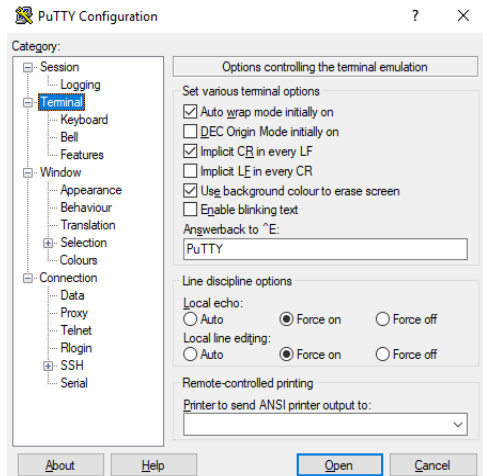 PuTTY Configuration ? ×
Category:
Session
Logging
Terminal
Keyboard
Bell
Features
Window
Appearance
Behaviour
Translation
Selection
Colours
Connection
Data
Proxy
Telnet
Rlogin
SSH
Serial
Options controlling the terminal emulation
Set various terminal options
Auto wrap mode initially on
DEC Origin Mode initially on
Implicit CR in every LF
Implicit LF in every CR
Use background colour to erase screen
Enable blinking text
Answerback to ^E:
PuTTY
Line discipline options
Local echo:
Auto Force on Force off
Local line editing:
Auto Force on Force off
Remote-controlled printing
Printer to send ANSI printer output to:
About Help Open Cancel